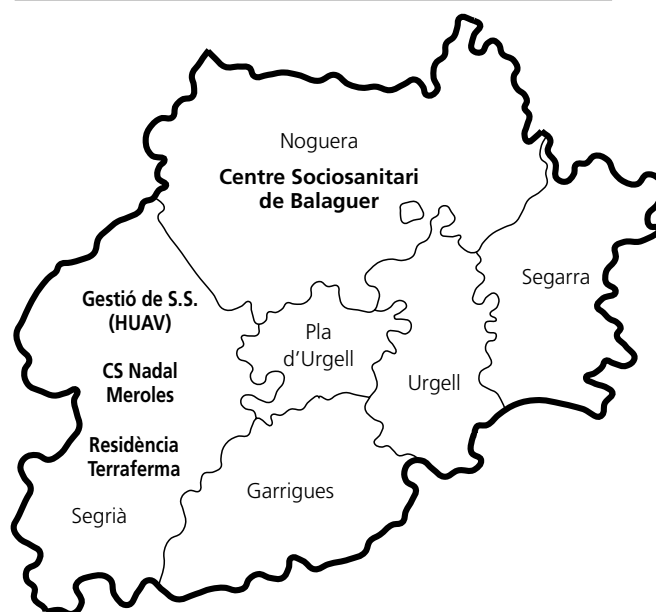 Noguera
Centre Sociosanitari
de Balaguer
Segarra
Gestió de S.S.
(HUAV)
Pla
d'Urgell
CS Nadal
Meroles
Urgell
Residència
Terraferma
Garrigues
Segrià